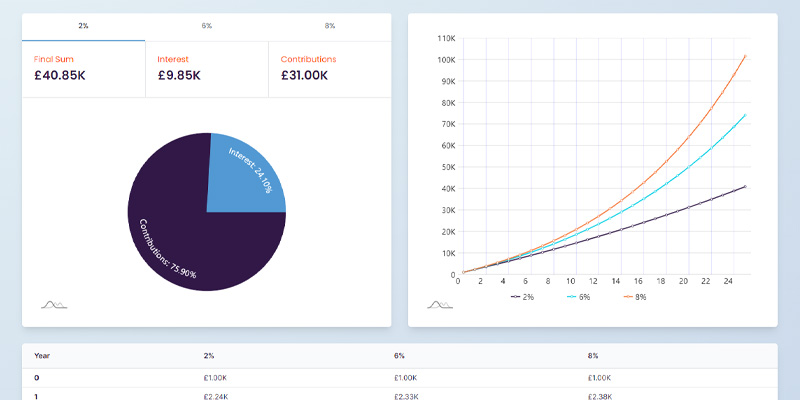 2% 6% 8%
Final Sum Interest Contributions
£40.85K £9.85K £31.00K
Interest: 24.10%
Contributions: 75.90%
110K
100K
90K
80K
70K
60K
50K
40K
30K
20K
10K
0
0 2 4 6 8 10 12 14 16 18 20 22 24
2% 6% 8%
Year 2% 6% 8%
0 £1.00K £1.00K £1.00K
1 £2.24K £2.33K £2.38K